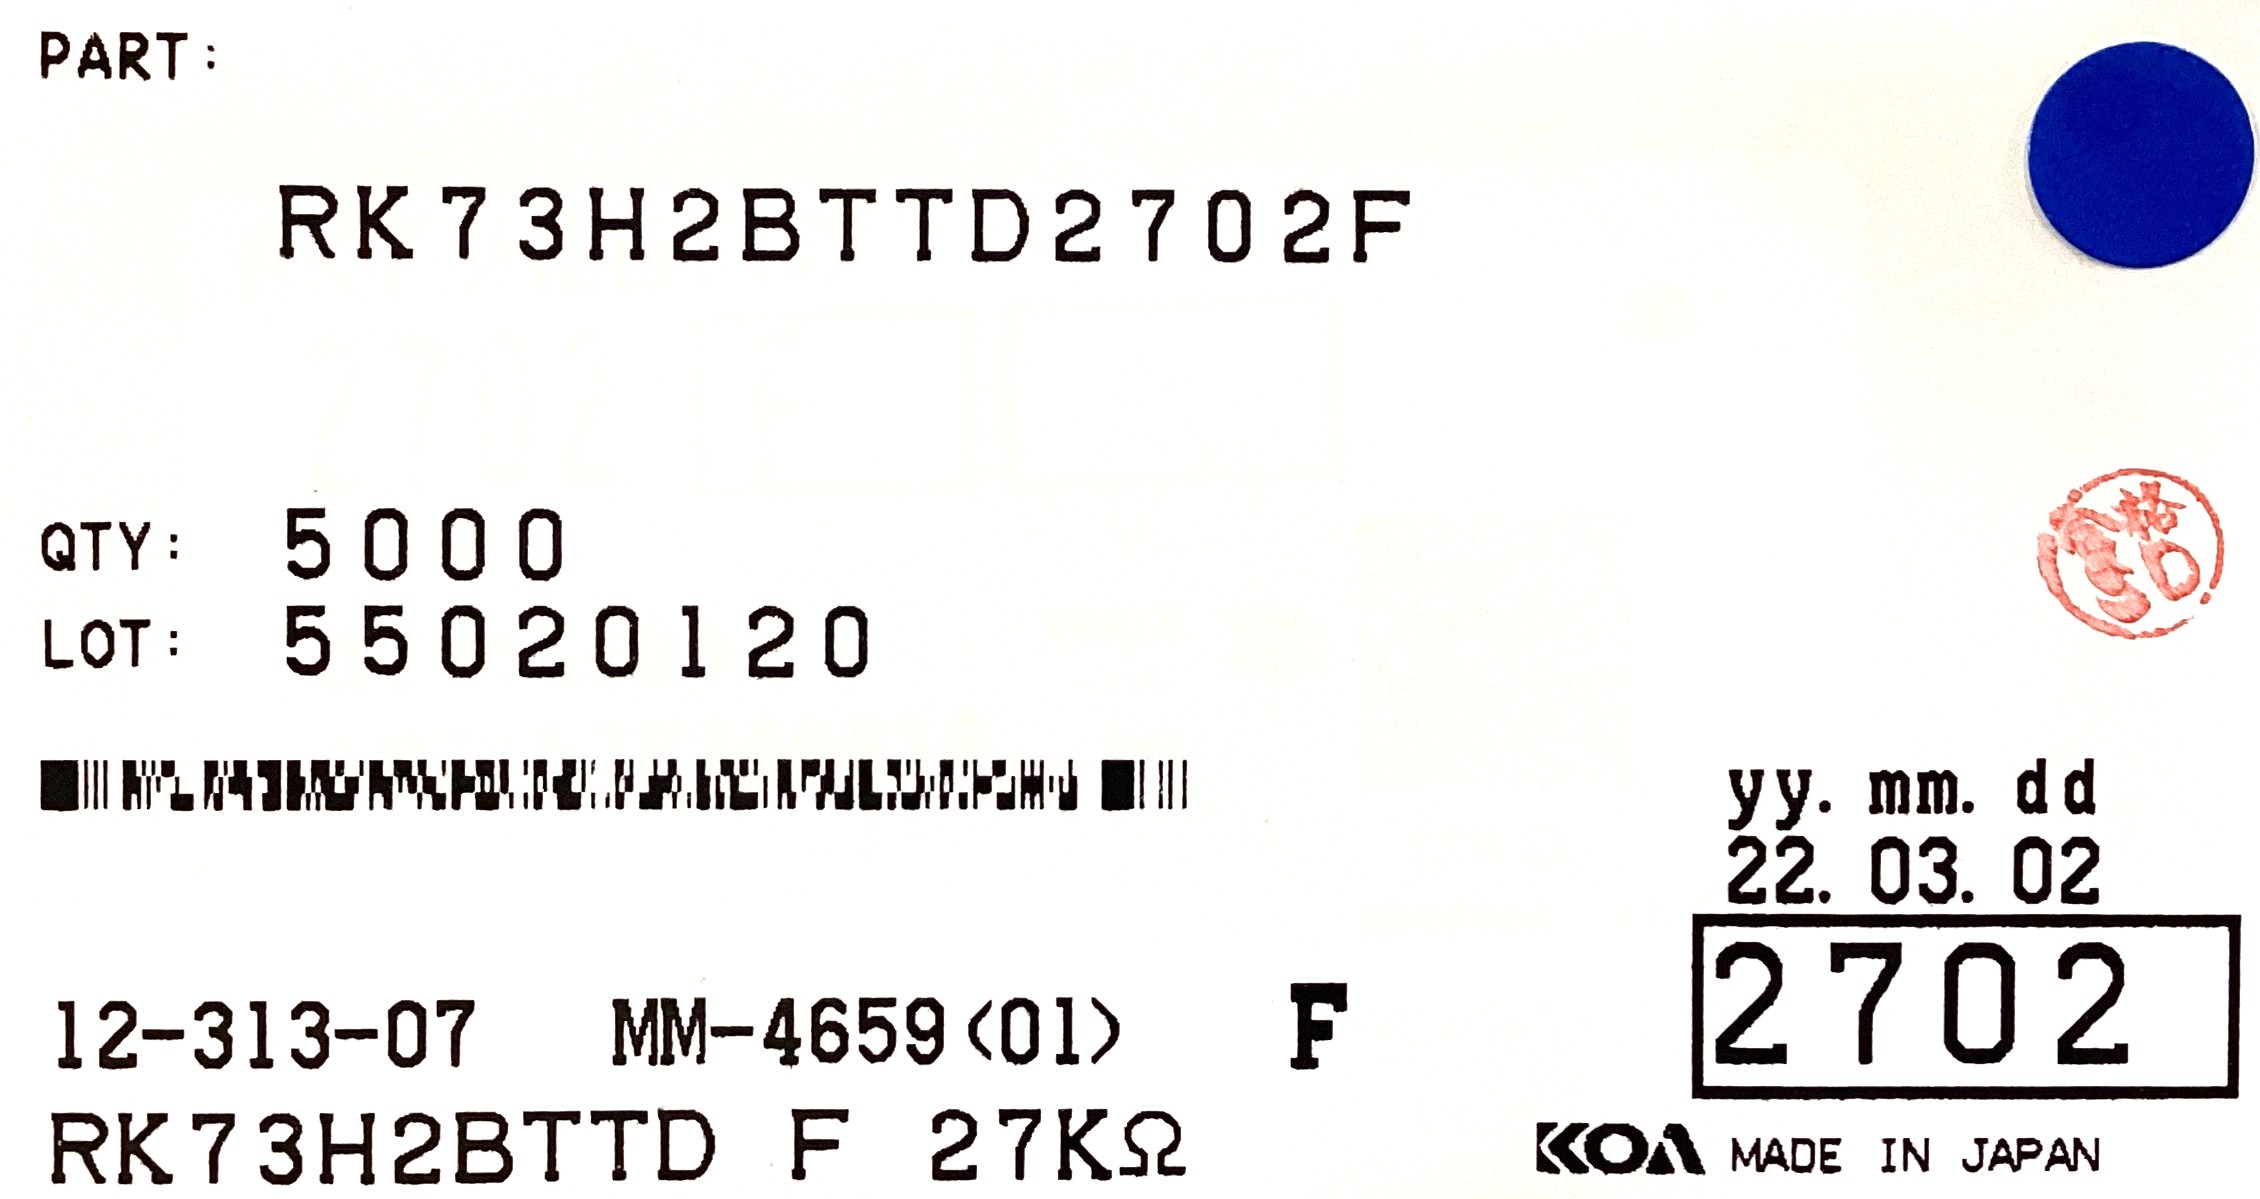 PART:
RK73H2BTTD2702F
QTY: 5000
LOT: 55020120
yy. mm. dd
22. 03. 02
2702
12-313-07 MM-4659<01> F
RK73H2BTTD F 27KΩ
KOA MADE IN JAPAN